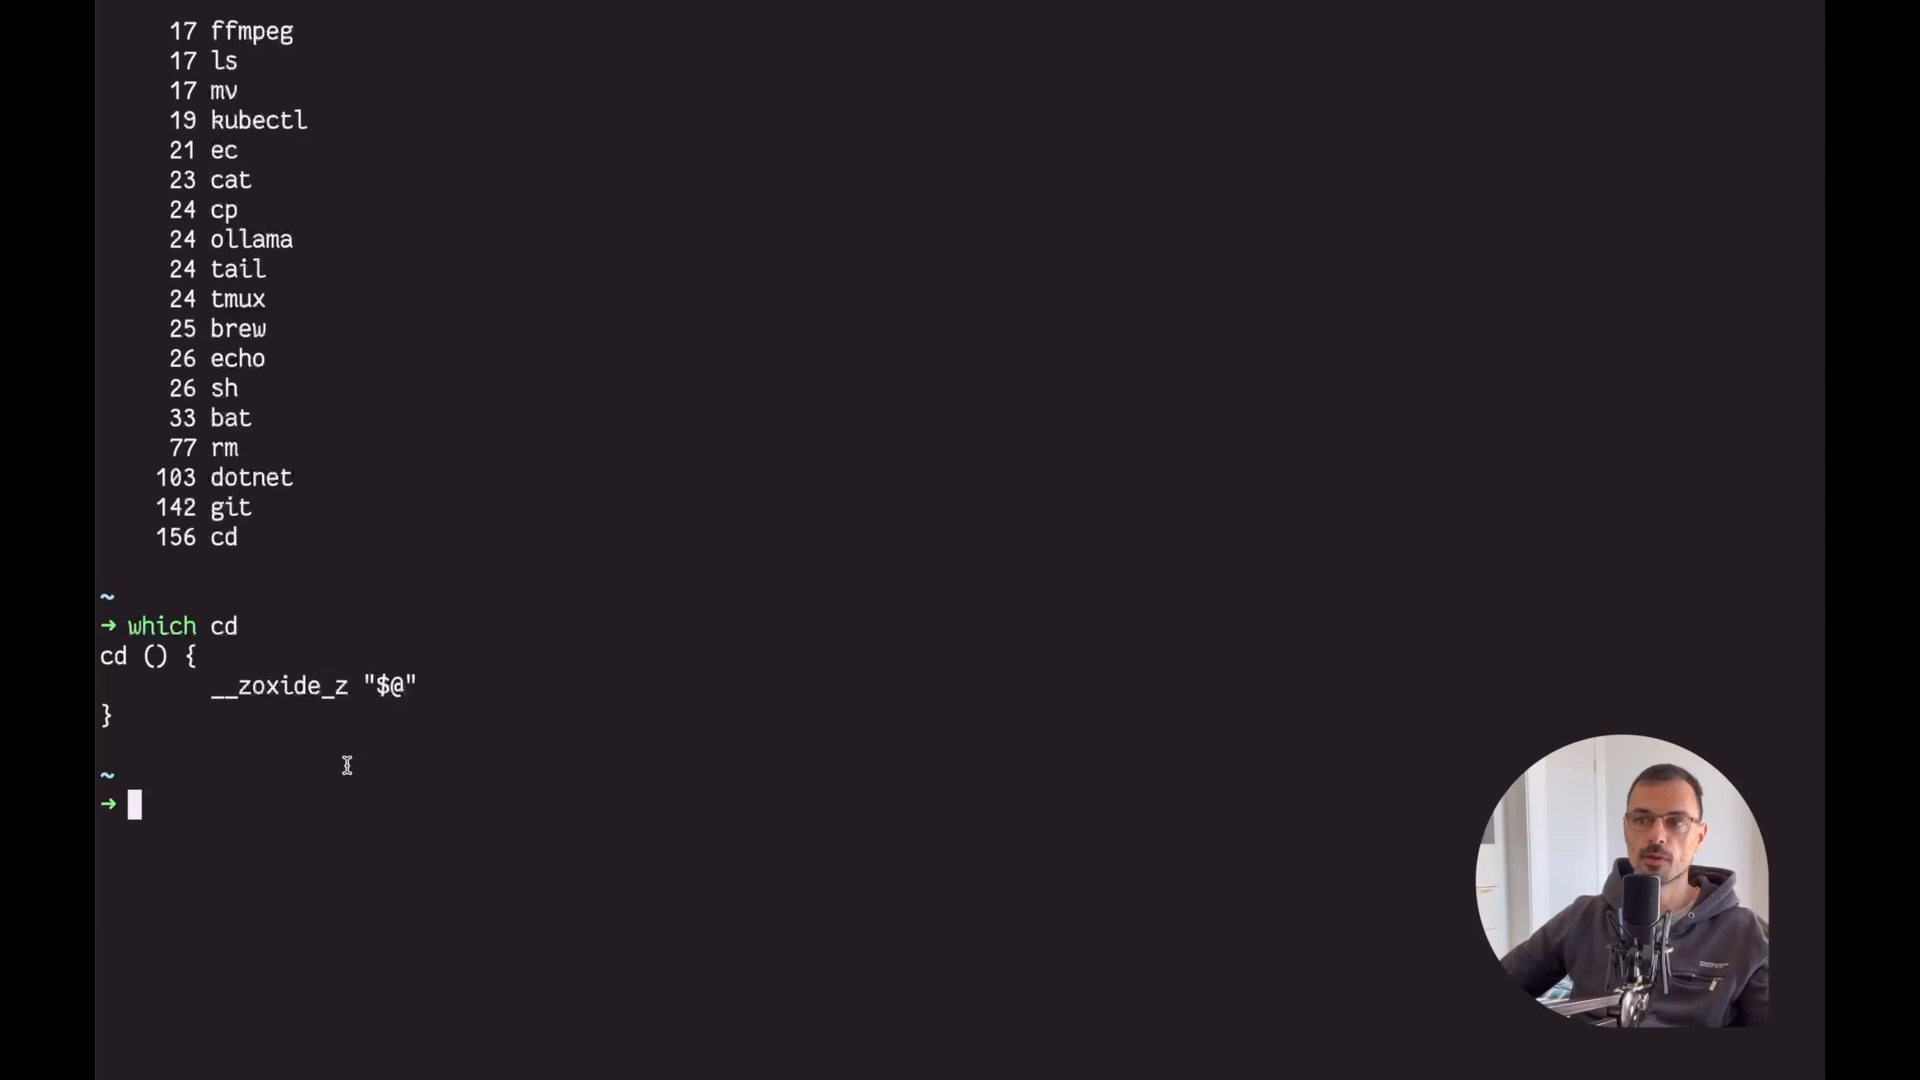 17 ffmpeg
17 ls
17 mv
19 kubectl
21 ec
23 cat
24 cp
24 ollama
24 tail
24 tmux
25 brew
26 echo
26 sh
33 bat
77 rm
103 dotnet
142 git
156 cd
~
→ which cd
cd () {
__zoxide_z "$@"
}
~
→